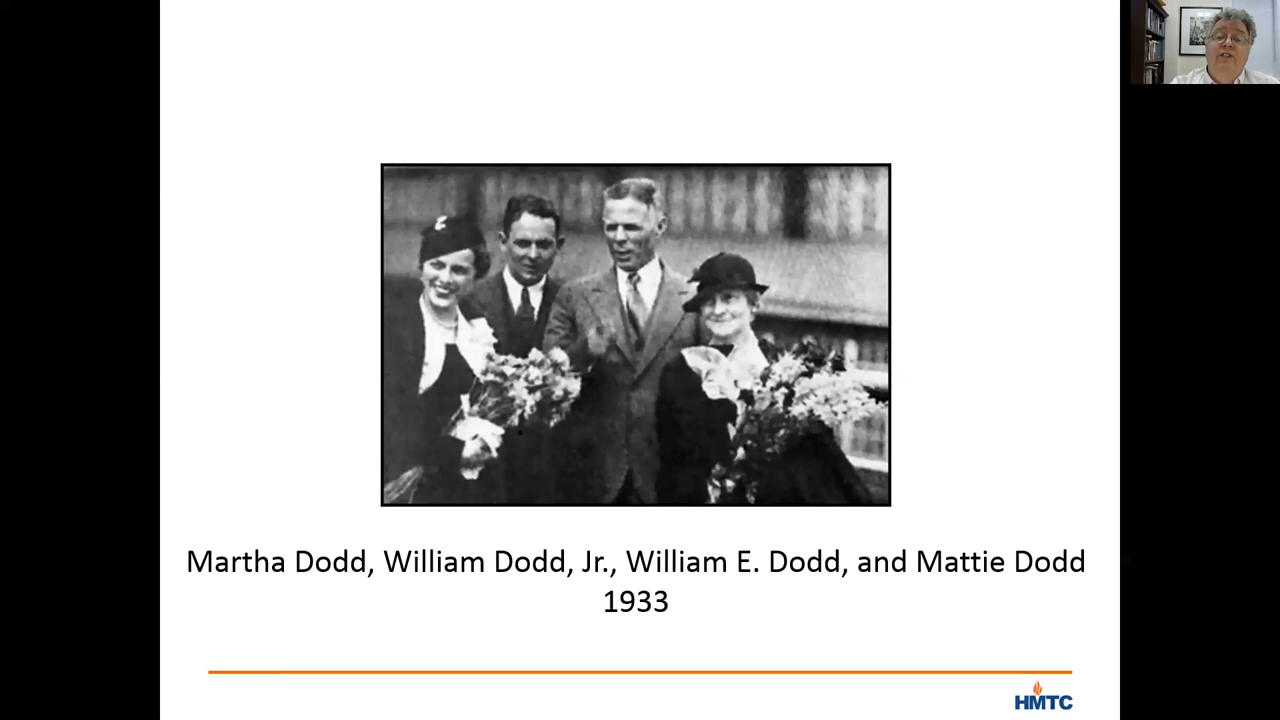 Martha Dodd, William Dodd, Jr., William E. Dodd, and Mattie Dodd
1933
HMTC